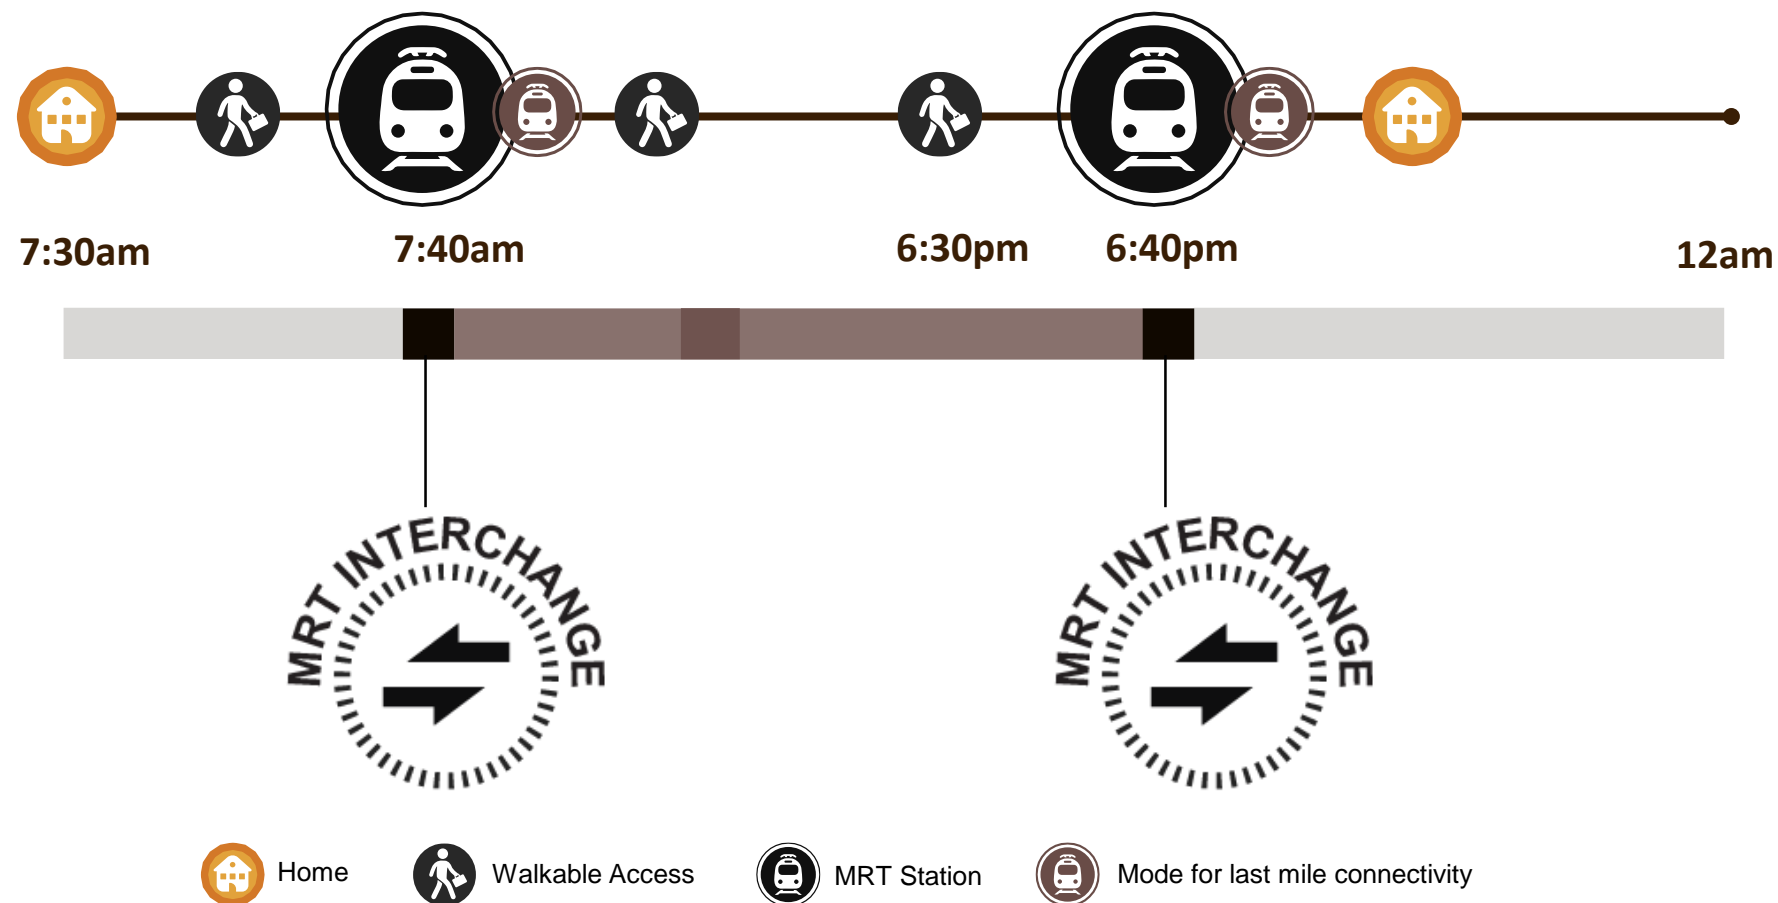 7:30am
7:40am
6:30pm
6:40pm
12am
MRT INTERCHANGE
MRT INTERCHANGE
Home
Walkable Access
MRT Station
Mode for last mile connectivity